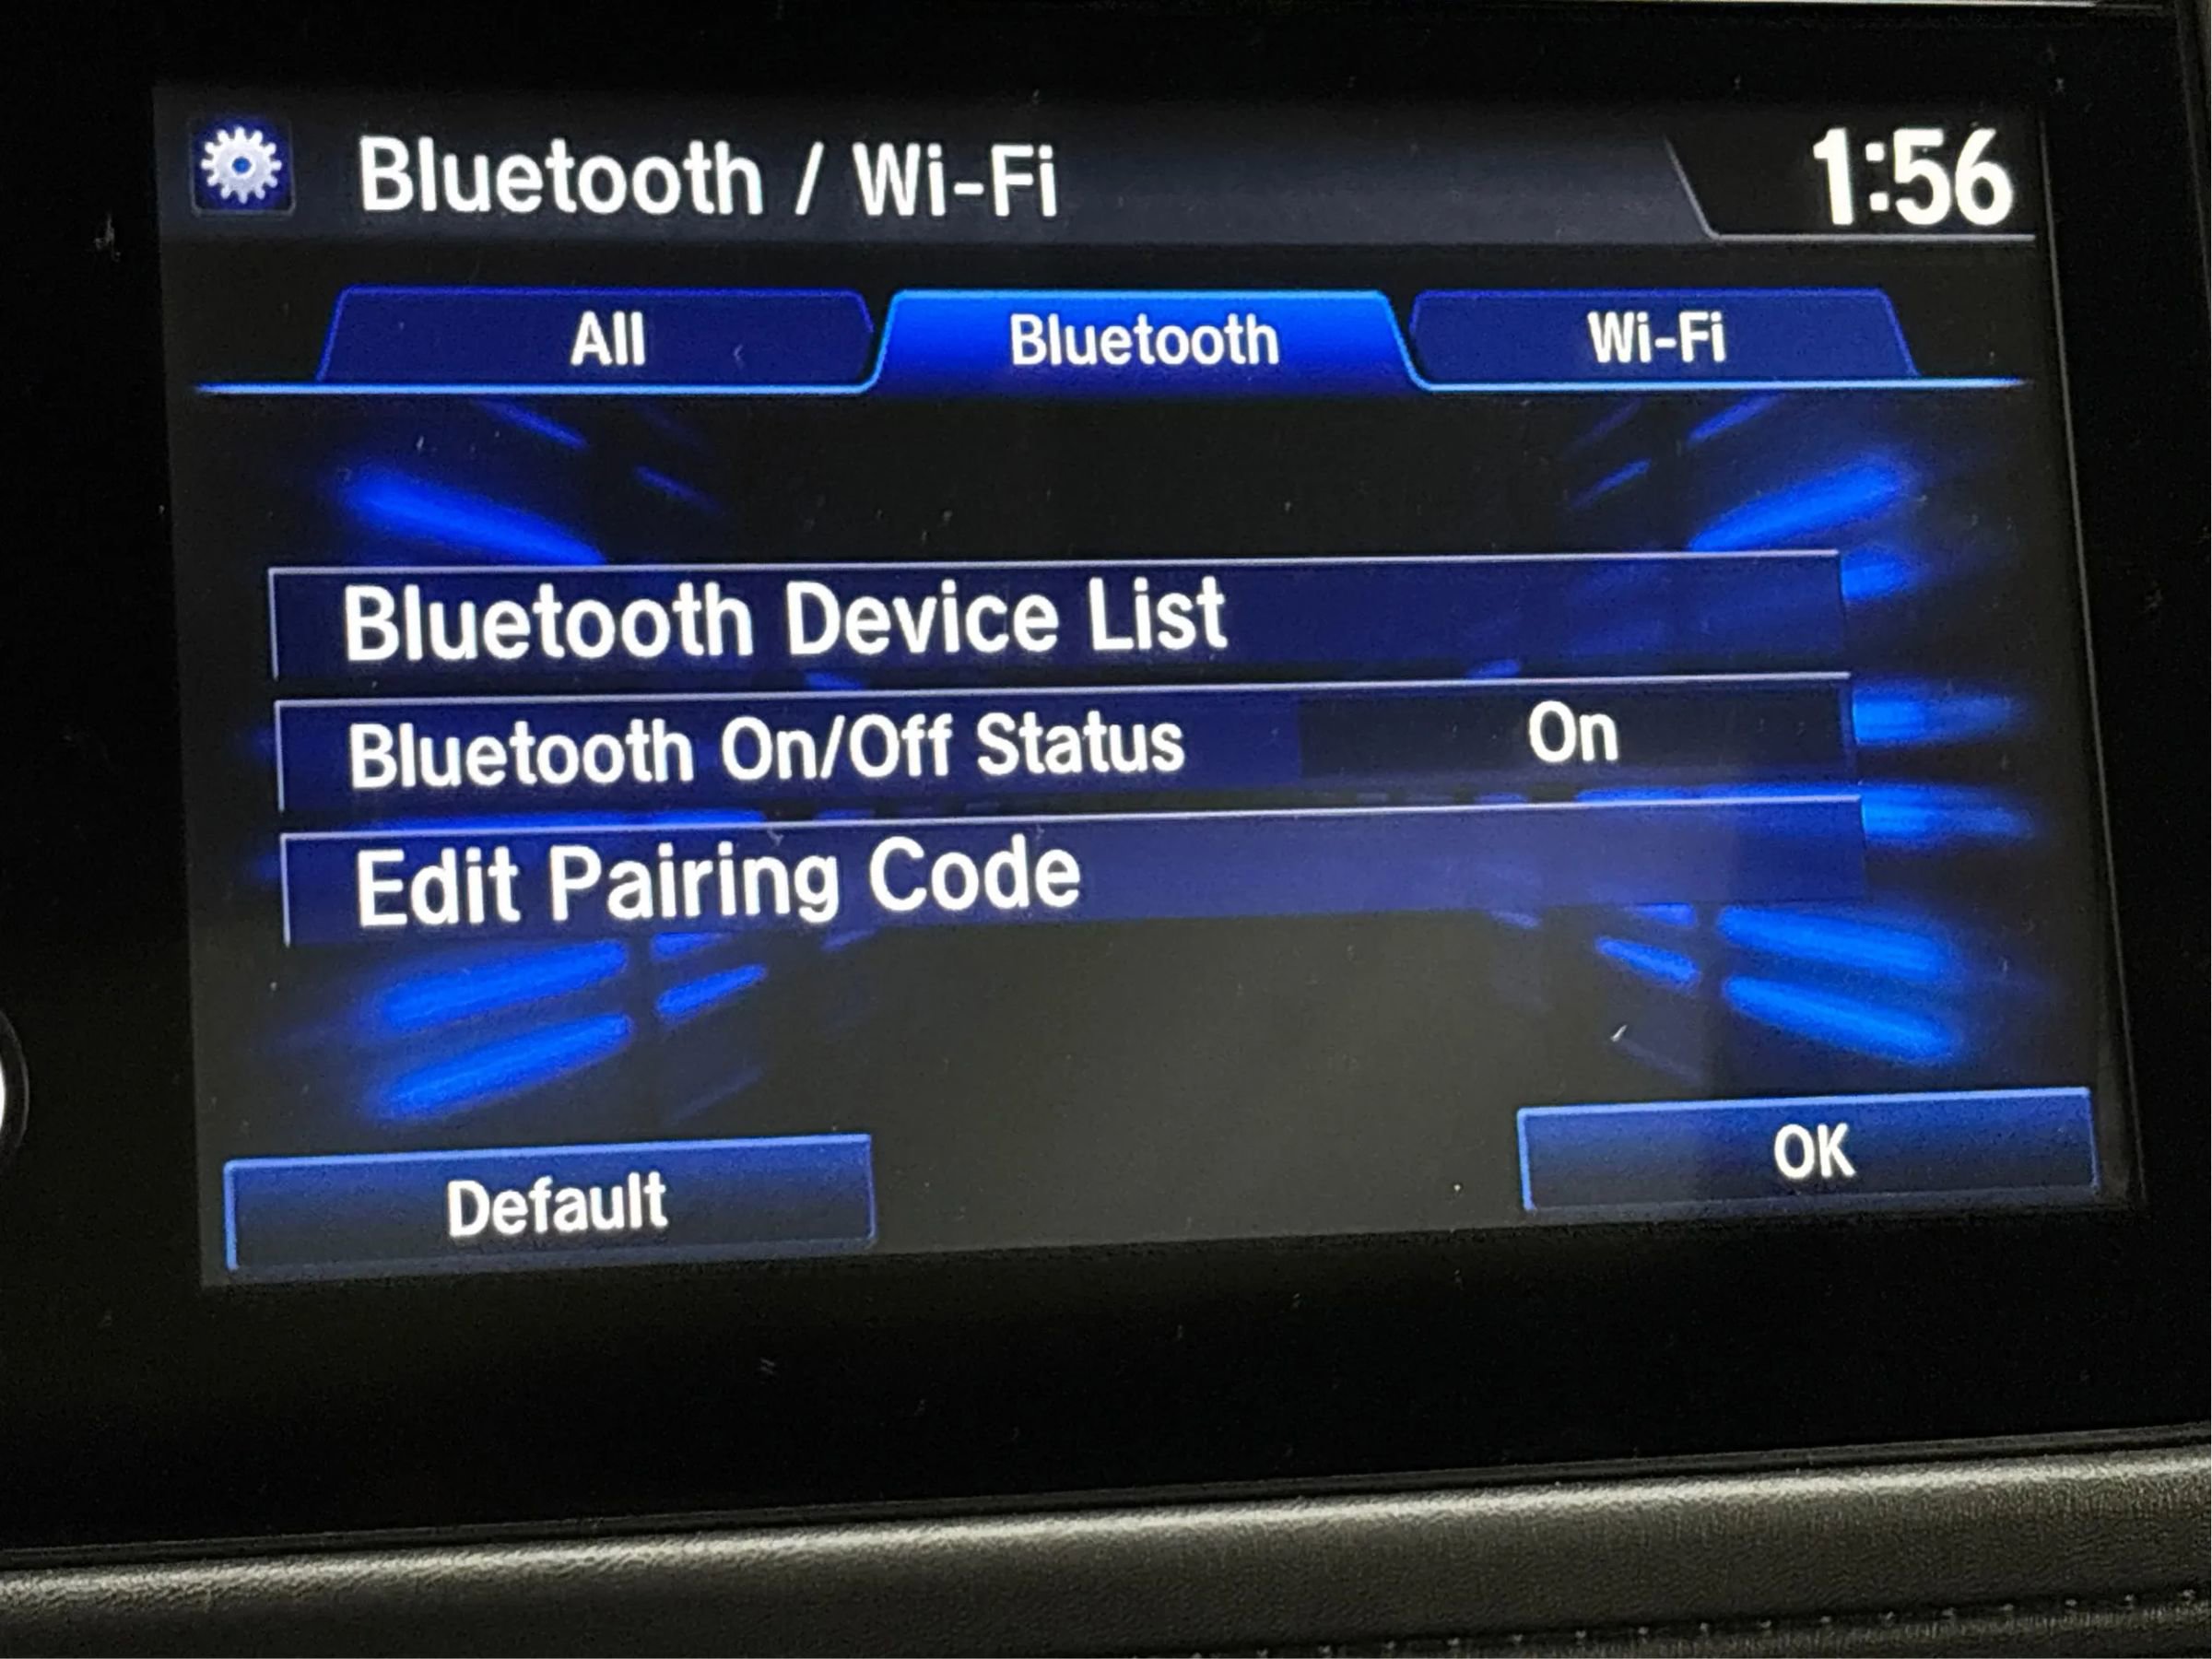 Bluetooth / Wi-Fi 1:56
All Bluetooth Wi-Fi
Bluetooth Device List
Bluetooth On/Off Status On
Edit Pairing Code
Default OK